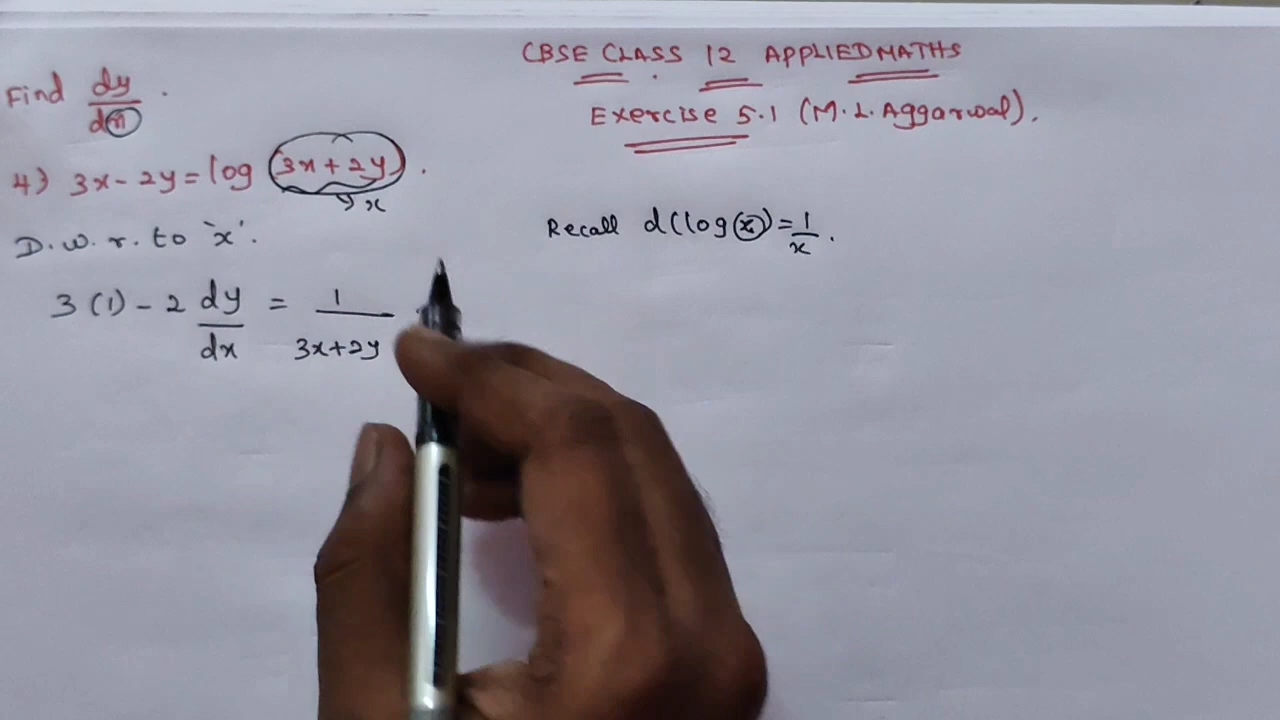 CBSE CLASS 12 APPLIED MATHS
Exercise 5.1 (M.L. Aggarwal).
Find dy/dx.
4) 3x - 2y = log (3x + 2y).
x
D.w.r. to 'x'.
Recall d(log(x)) = 1/x.
3 (1) - 2 dy/dx = 1/3x+2y